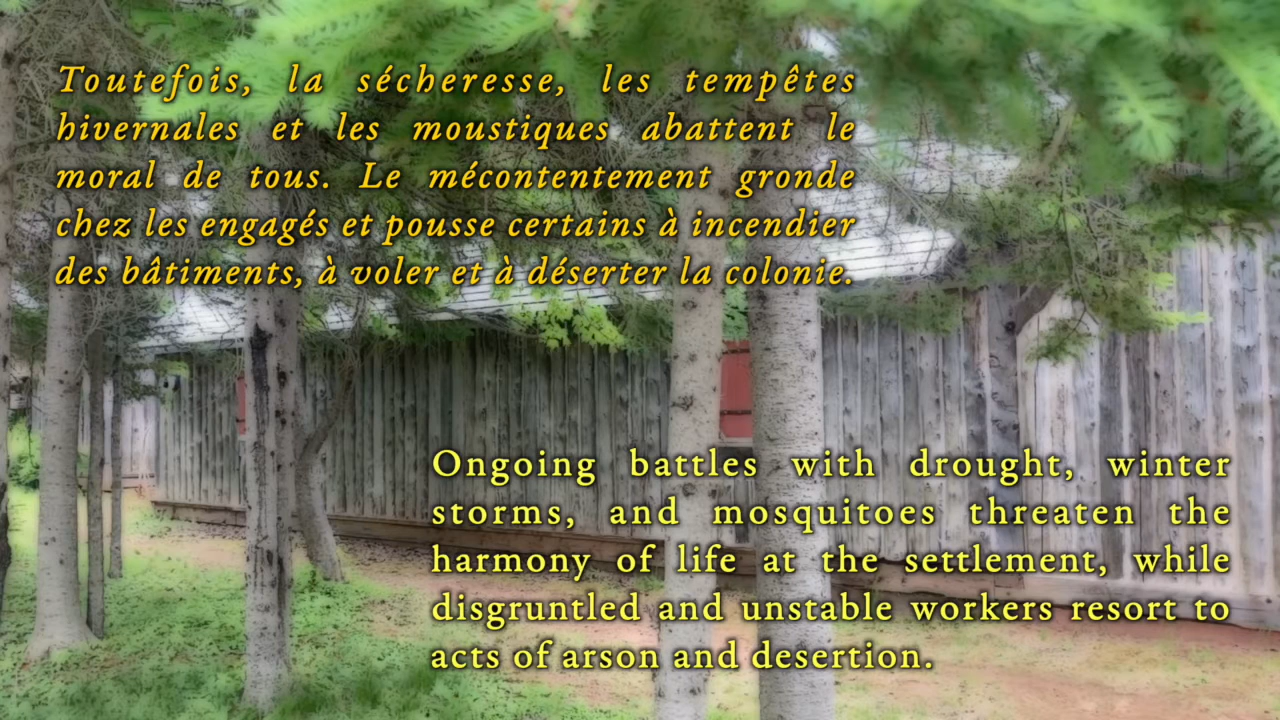 Toutefois, la sécheresse, les tempêtes
hivernales et les moustiques abattent le
moral de tous. Le mécontentement gronde
chez les engagés et pousse certains à incendier
des bâtiments, à voler et à déserter la colonie.
Ongoing battles with drought, winter
storms, and mosquitoes threaten the
harmony of life at the settlement, while
disgruntled and unstable workers resort to
acts of arson and desertion.